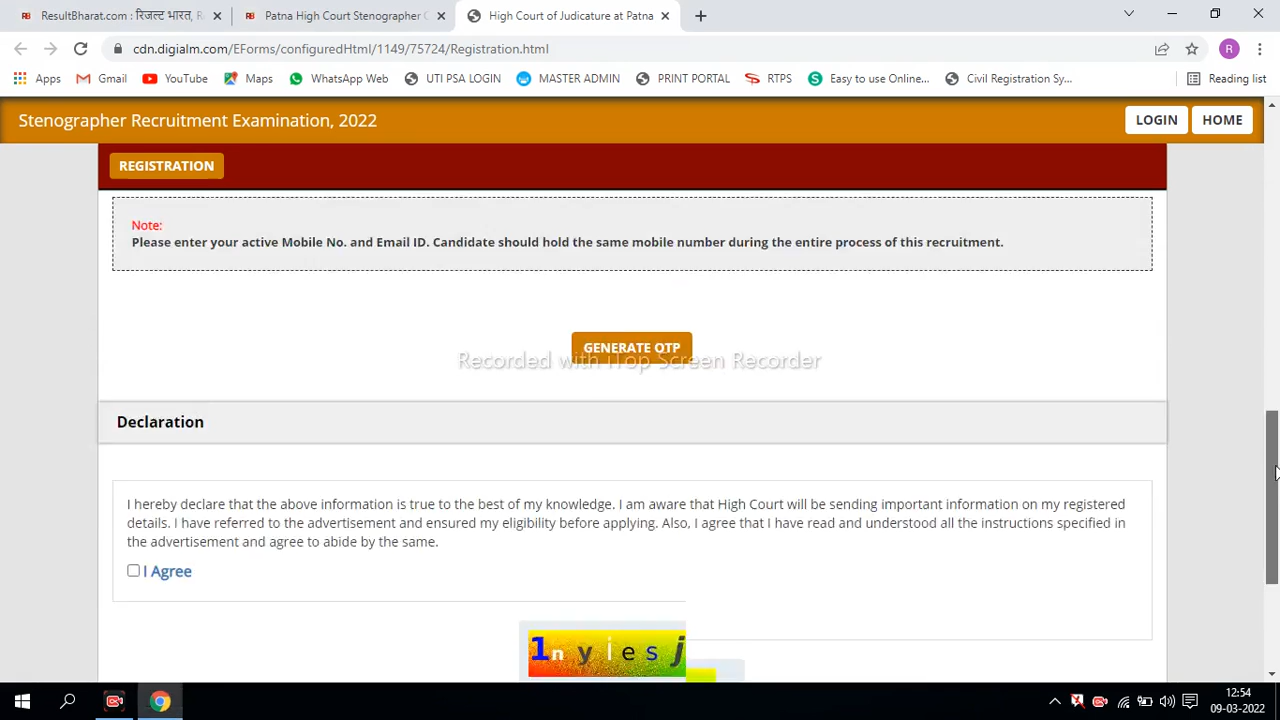 ResultBharat.com : रिजल्ट भारत, R
Patna High Court Stenographer C
High Court of Judicature at Patna
cdn.digialm.com/EForms/configuredHtml/1149/75724/Registration.html
R
Apps
Gmail
YouTube
Maps
WhatsApp Web
UTI PSA LOGIN
MASTER ADMIN
PRINT PORTAL
RTPS
Easy to use Online...
Civil Registration Sy...
Reading list
Stenographer Recruitment Examination, 2022
LOGIN
HOME
REGISTRATION
Note:
Please enter your active Mobile No. and Email ID. Candidate should hold the same mobile number during the entire process of this recruitment.
GENERATE OTP
Recorded with iTop Screen Recorder
Declaration
I hereby declare that the above information is true to the best of my knowledge. I am aware that High Court will be sending important information on my registered
details. I have referred to the advertisement and ensured my eligibility before applying. Also, I agree that I have read and understood all the instructions specified in
the advertisement and agree to abide by the same.
I Agree
1nyiesj
12:54
09-03-2022